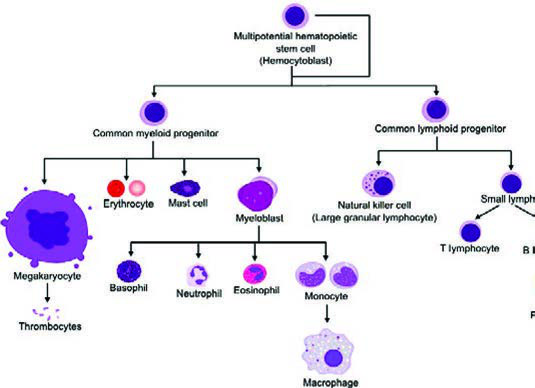 Multipotential hematopoietic
stem cell
(Hemocytoblast)
Common myeloid progenitor
Common lymphoid progenitor
Erythrocyte
Mast cell
Myeloblast
Natural killer cell
(Large granular lymphocyte)
Small
T lymphocyte
B
Megakaryocyte
Basophil
Neutrophil
Eosinophil
Monocyte
Thrombocytes
Macrophage